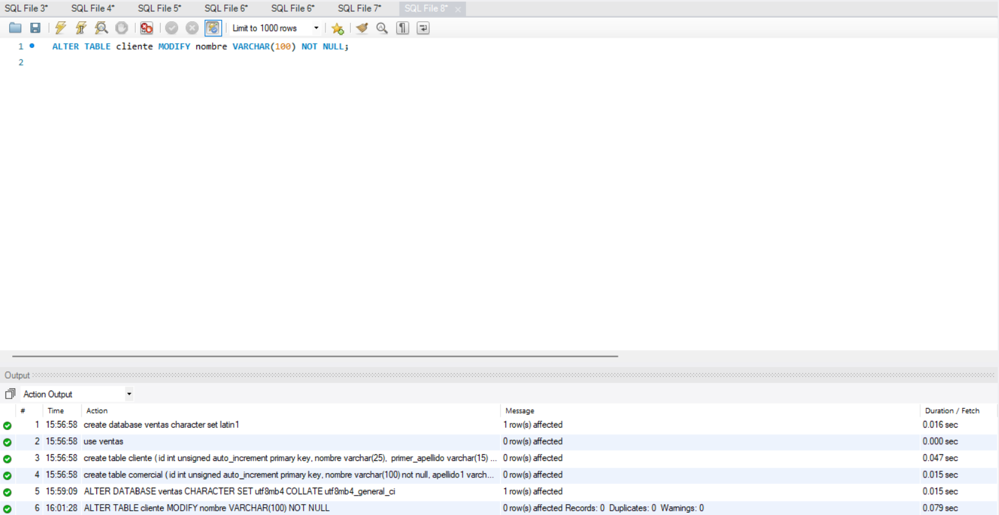 SQL File 3* SQL File 4* SQL File 5* SQL File 6* SQL File 6* SQL File 7* SQL File 8*
Limit to 1000 rows
1 ALTER TABLE cliente MODIFY nombre VARCHAR(100) NOT NULL;
2
Output
Action Output
# Time Action Message Duration / Fetch
1 15:56:58 create database ventas character set latin1 1 row(s) affected 0.016 sec
2 15:56:58 use ventas 0 row(s) affected 0.000 sec
3 15:56:58 create table cliente ( id int unsigned auto_increment primary key, nombre varchar(25), primer_apellido varchar(15) ... 0 row(s) affected 0.047 sec
4 15:56:58 create table comercial ( id int unsigned auto_increment primary key, nombre varchar(100) not null, apellido1 varch... 0 row(s) affected 0.015 sec
5 15:59:09 ALTER DATABASE ventas CHARACTER SET utf8mb4 COLLATE utf8mb4_general_ci 1 row(s) affected 0.015 sec
6 16:01:28 ALTER TABLE cliente MODIFY nombre VARCHAR(100) NOT NULL 0 row(s) affected Records: 0 Duplicates: 0 Warnings: 0 0.079 sec